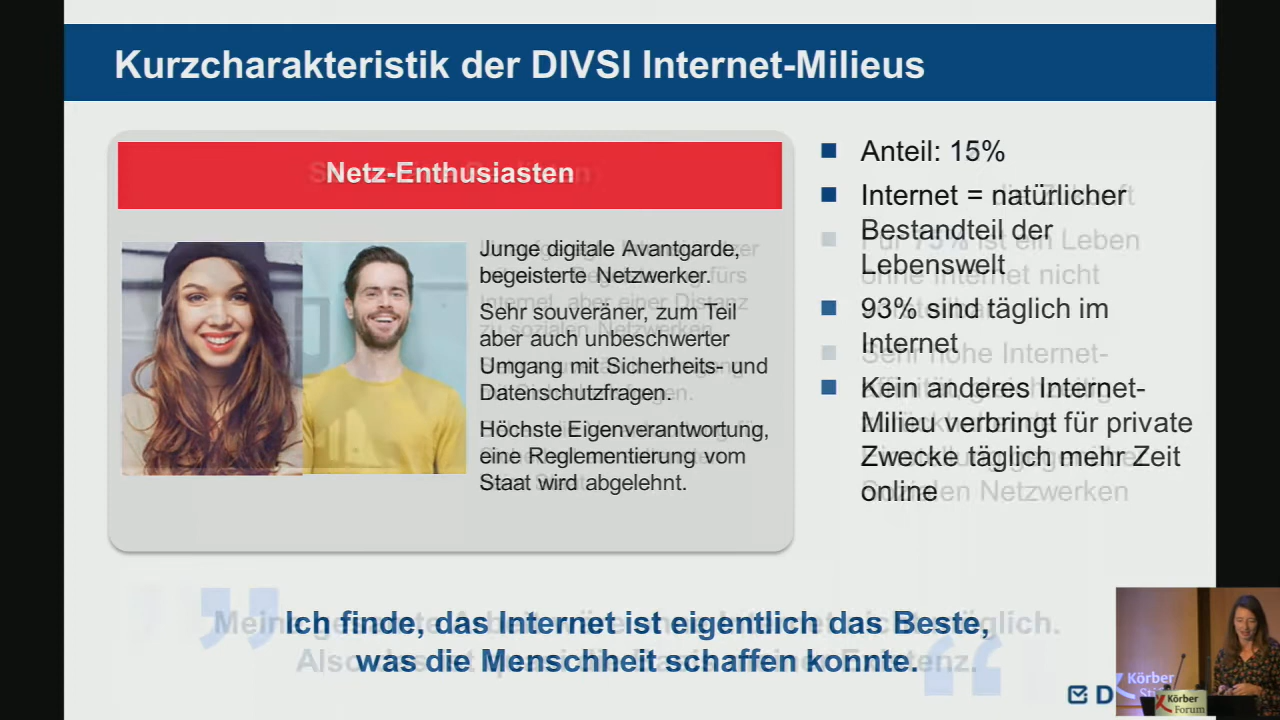 Kurzcharakteristik der DIVSI Internet-Milieus
Netz-Enthusiasten
Junge digitale Avantgarde,
begeisterte Netzwerker.
Sehr souveräner, zum Teil
aber auch unbeschwerter
Umgang mit Sicherheits- und
Datenschutzfragen.
Höchste Eigenverantwortung,
eine Reglementierung vom
Staat wird abgelehnt.
Anteil: 15%
Internet = natürlicher
Bestandteil der
Lebenswelt
93% sind täglich im
Internet
Kein anderes Internet-
Milieu verbringt für private
Zwecke täglich mehr Zeit
online
Ich finde, das Internet ist eigentlich das Beste,
was die Menschheit schaffen konnte.
D
Körber
Körber
Forum